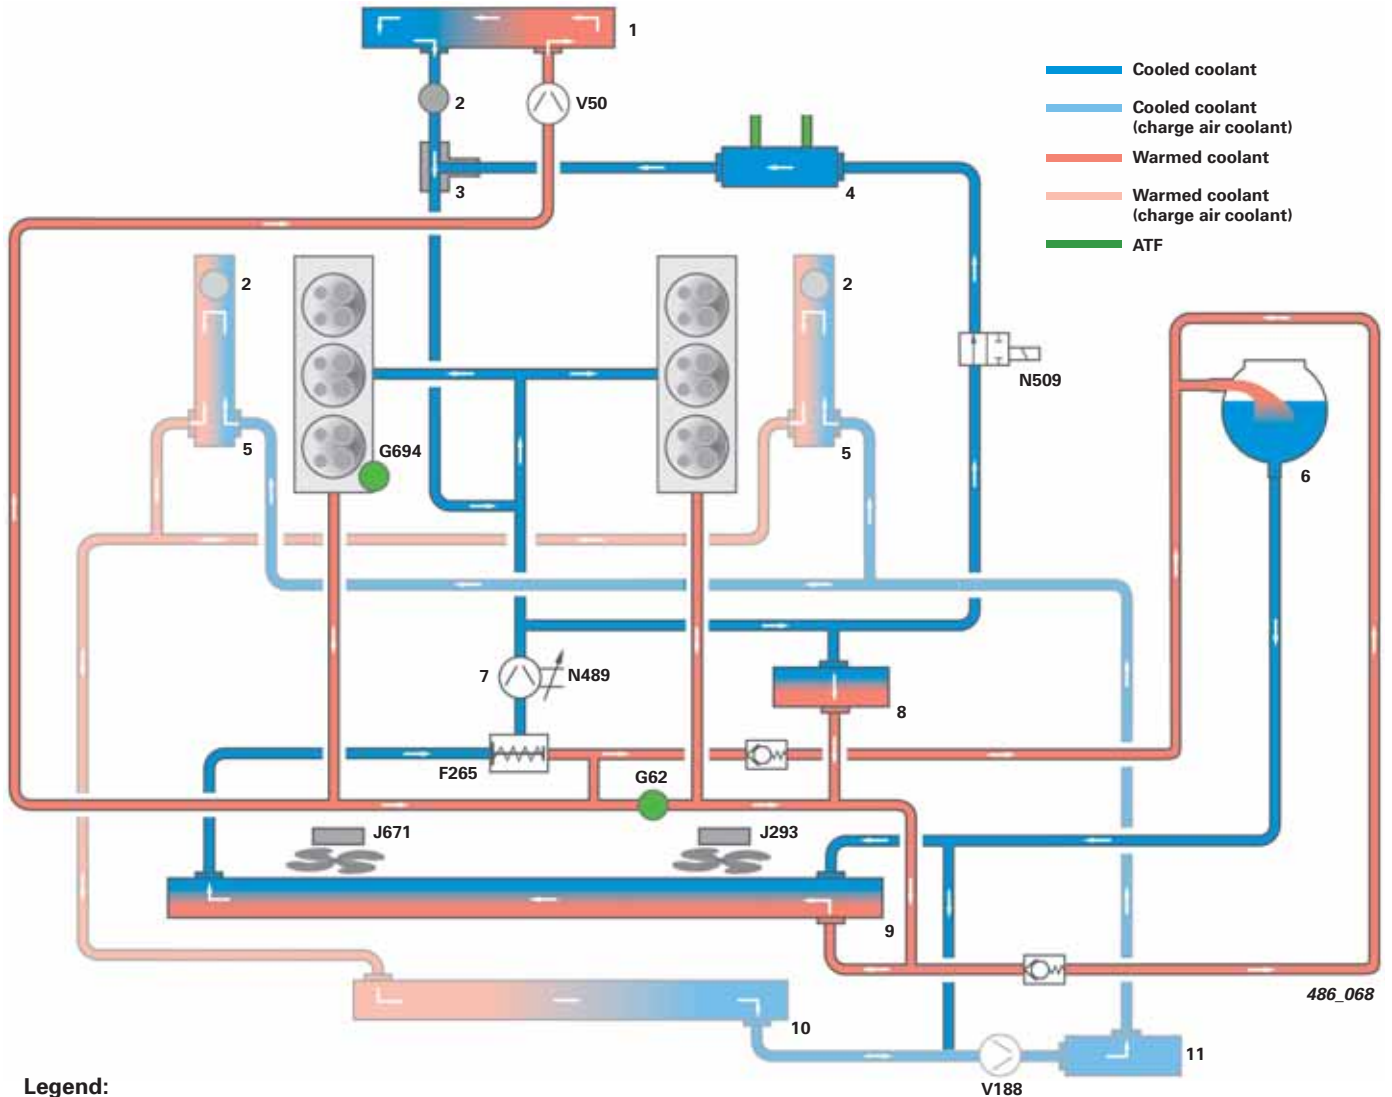 1
Cooled coolant
2
V50
Cooled coolant
(charge air coolant)
Warmed coolant
3
4
Warmed coolant
(charge air coolant)
ATF
2
2
N509
G694
5
5
6
7
N489
8
F265
G62
J671
J293
9
486_068
10
11
V188
Legend: